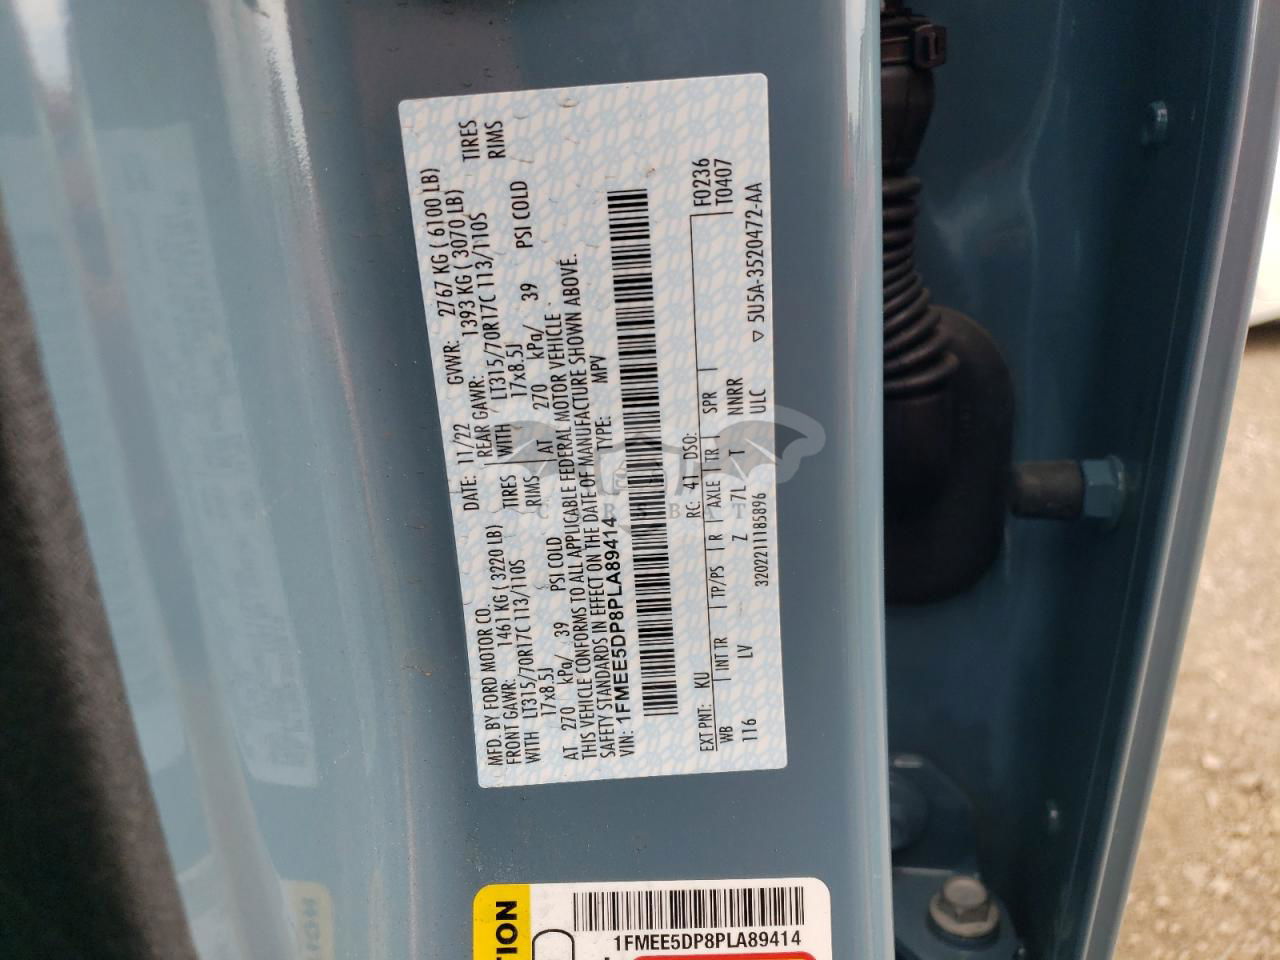 MFD. BY FORD MOTOR CO. DATE: 11/22 GVWR: 2767 KG ( 6100 LB)
FRONT GAWR: 1461 KG ( 3220 LB) REAR GAWR: 1393 KG ( 3070 LB)
WITH LT315/70R17C 113/110S TIRES WITH LT315/70R17C 113/110S TIRES
17x8.5J RIMS 17x8.5J RIMS
AT 270 kPa/ 39 PSI COLD AT 270 kPa/ 39 PSI COLD
THIS VEHICLE CONFORMS TO ALL APPLICABLE FEDERAL MOTOR VEHICLE
SAFETY STANDARDS IN EFFECT ON THE DATE OF MANUFACTURE SHOWN ABOVE.
VIN: 1FMEE5DP8PLA89414 TYPE: MPV
EXT PNT: KU RC: 41 DSO: F0236
WB INT TR TP/PS R AXLE TR SPR T0407
116 LV Z 7L T NNRR
3202211185896 ULC ▽ 5U5A-3520472-AA
CARSBAT
TION
1FMEE5DP8PLA89414